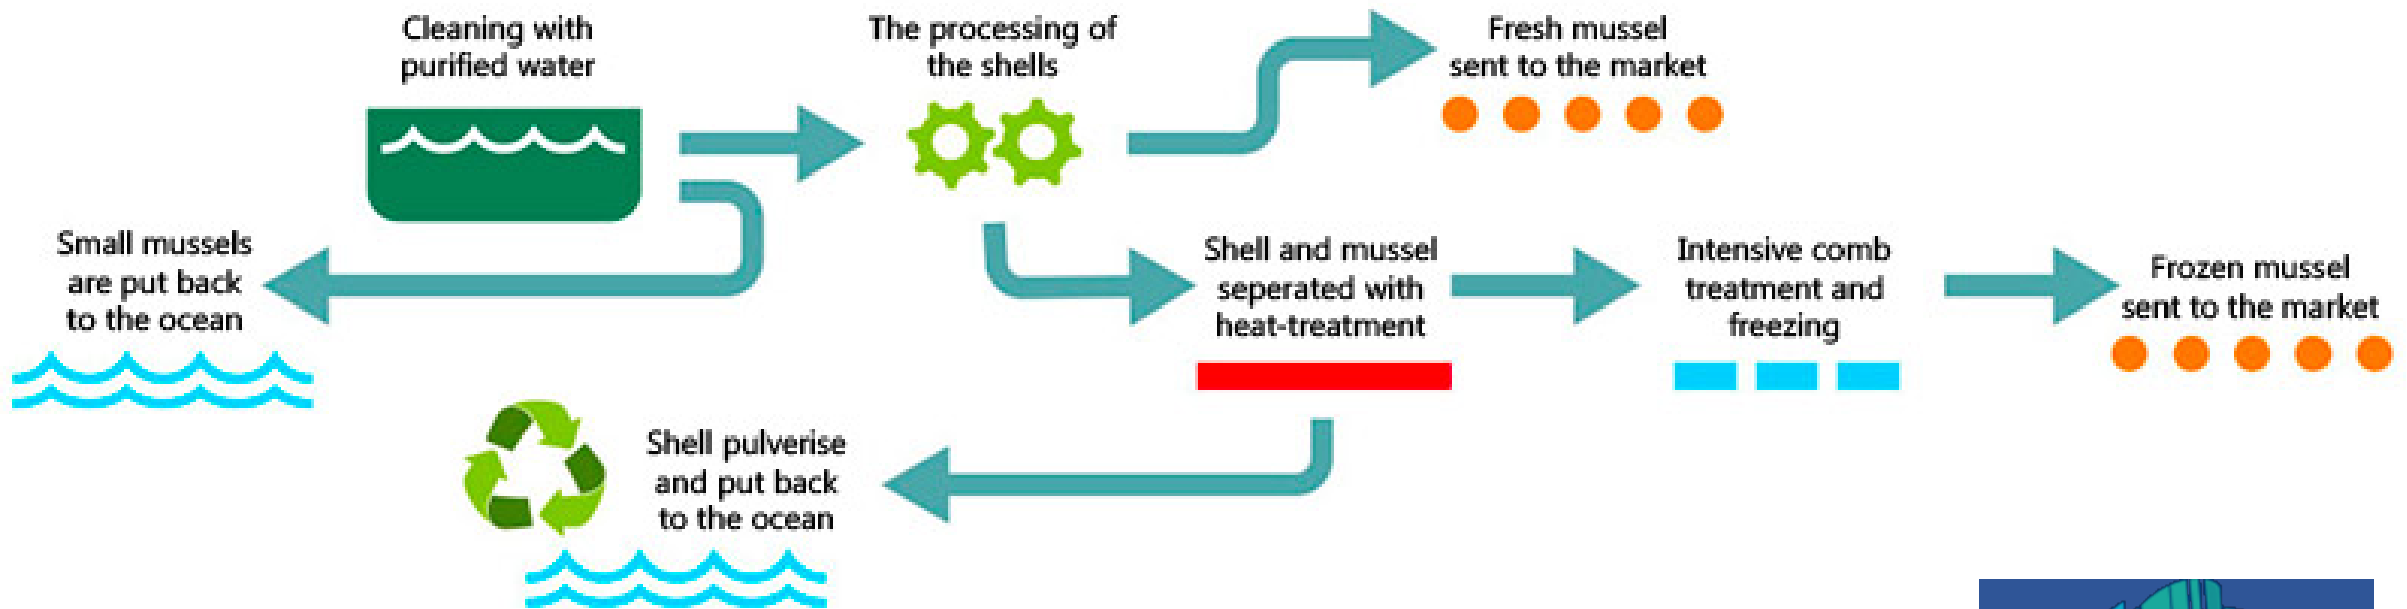 Cleaning with
purified water
The processing of
the shells
Fresh mussel
sent to the market
Small mussels
are put back
to the ocean
Shell and mussel
seperated with
heat-treatment
Intensive comb
treatment and
freezing
Frozen mussel
sent to the market
Shell pulverise
and put back
to the ocean